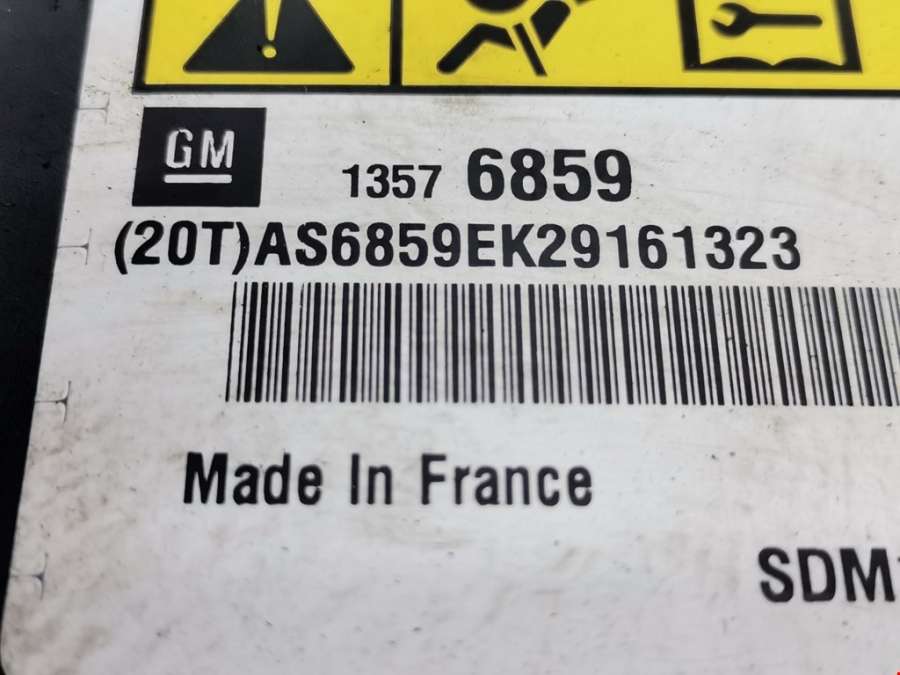 GM
1357 6859
(20T)AS6859EK29161323
Made In France
SDM